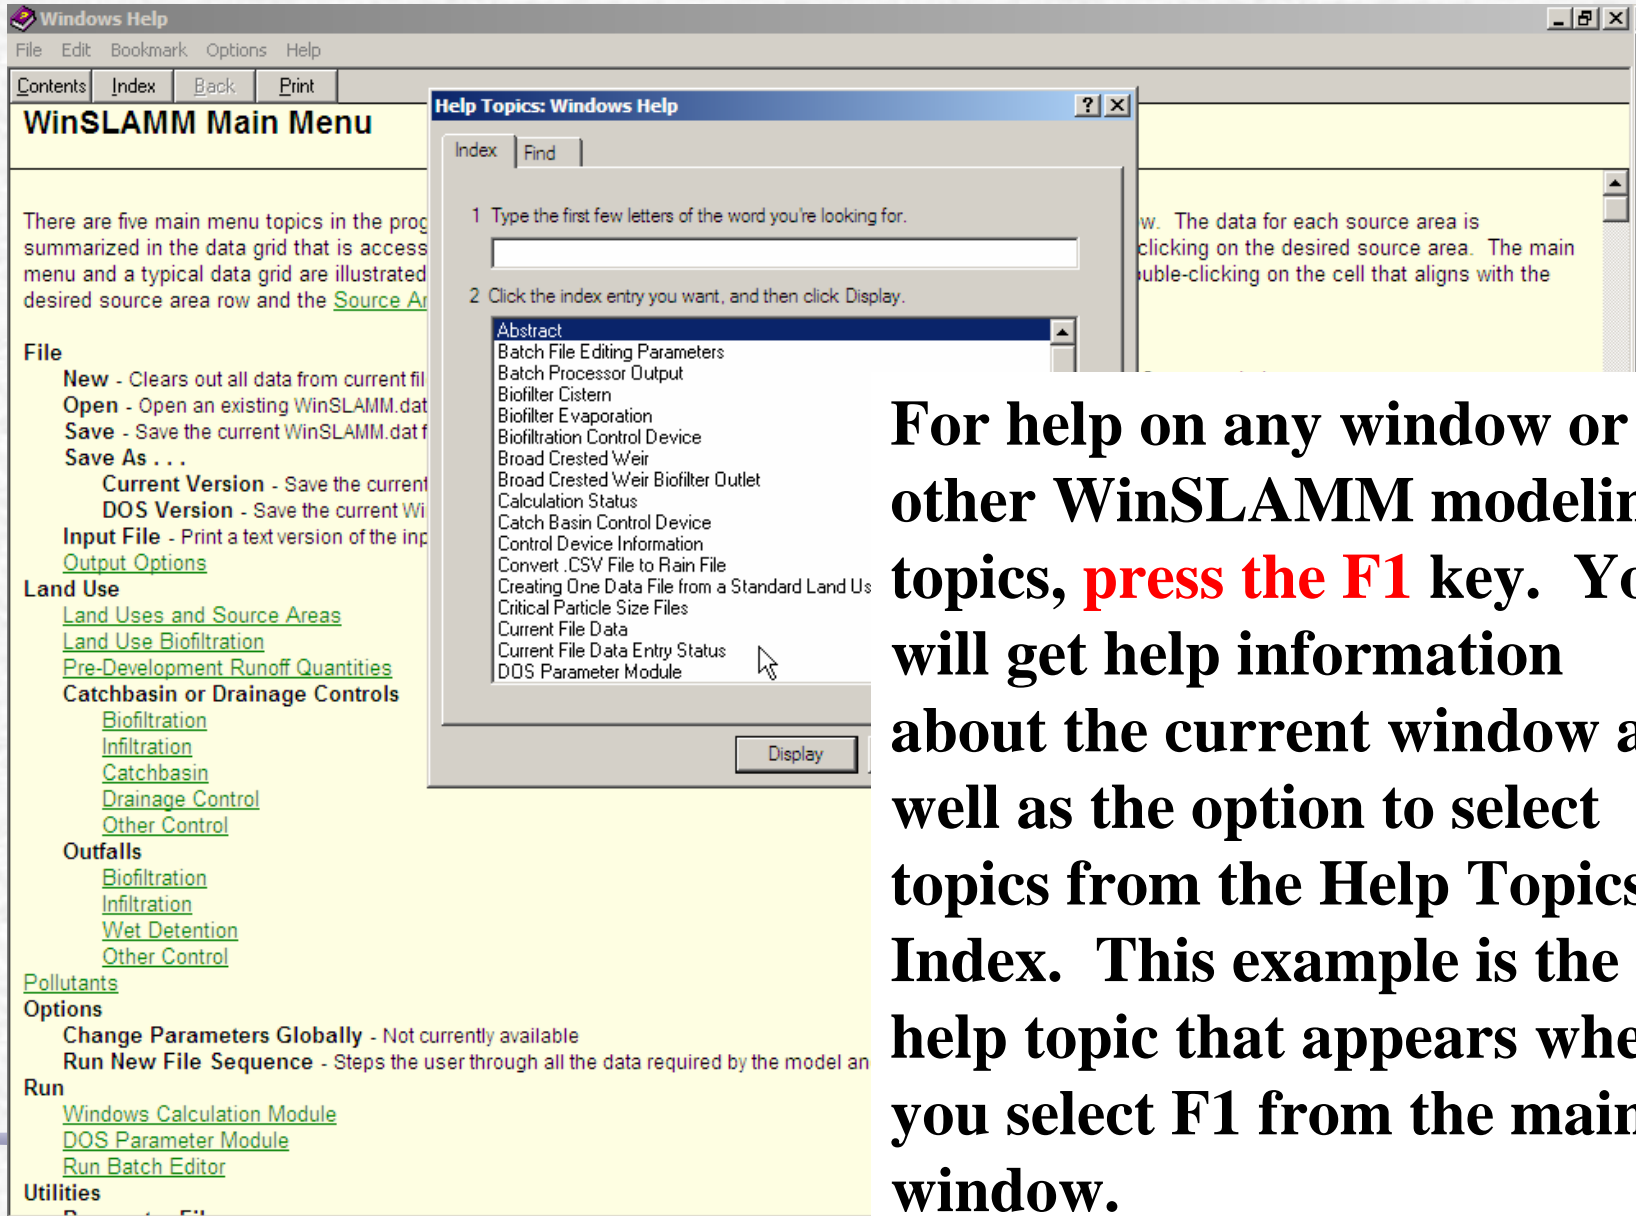 Windows Help
File Edit Bookmark Options Help
Contents Index Back Print
WinSLAMM Main Menu
There are five main menu topics in the prog
summarized in the data grid that is access
menu and a typical data grid are illustrated
desired source area row and the Source Ar
w. The data for each source area is
clicking on the desired source area. The main
uble-clicking on the cell that aligns with the
File
New - Clears out all data from current fil
Open - Open an existing WinSLAMM.dat
Save - Save the current WinSLAMM.dat f
Save As . . .
Current Version - Save the current
DOS Version - Save the current Wi
Input File - Print a text version of the inp
Output Options
Land Use
Land Uses and Source Areas
Land Use Biofiltration
Pre-Development Runoff Quantities
Catchbasin or Drainage Controls
Biofiltration
Infiltration
Catchbasin
Drainage Control
Other Control
Outfalls
Biofiltration
Infiltration
Wet Detention
Other Control
Pollutants
Options
Change Parameters Globally - Not currently available
Run New File Sequence - Steps the user through all the data required by the model an
Run
Windows Calculation Module
DOS Parameter Module
Run Batch Editor
Utilities
Help Topics: Windows Help
Index Find
1 Type the first few letters of the word you're looking for.
2 Click the index entry you want, and then click Display.
Abstract
Batch File Editing Parameters
Batch Processor Output
Biofilter Cistern
Biofilter Evaporation
Biofiltration Control Device
Broad Crested Weir
Broad Crested Weir Biofilter Outlet
Calculation Status
Catch Basin Control Device
Control Device Information
Convert .CSV File to Rain File
Creating One Data File from a Standard Land Us
Critical Particle Size Files
Current File Data
Current File Data Entry Status
DOS Parameter Module
Display
For help on any window or
other WinSLAMM modelin
topics, press the F1 key. Yo
will get help information
about the current window a
well as the option to select
topics from the Help Topics
Index. This example is the
help topic that appears whe
you select F1 from the main
window.